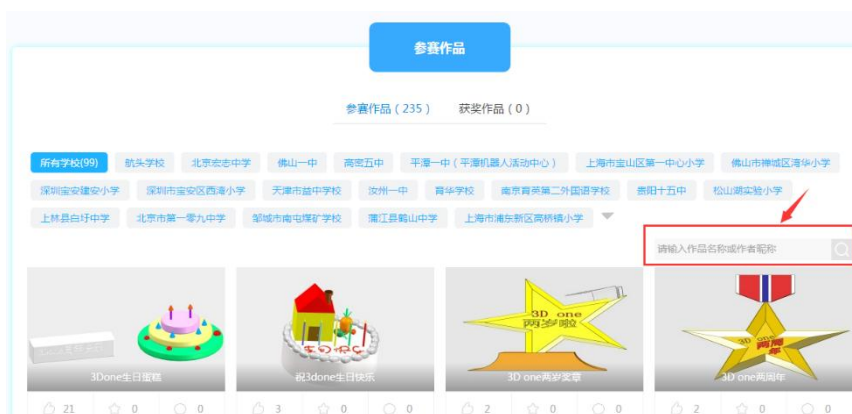 参赛作品
参赛作品 ( 235 ) 获奖作品 ( 0 )
所有学校(99) 航头学校 北京宏志中学 佛山一中 高密五中 平潭一中 ( 平潭机器人活动中心 ) 上海市宝山区第一中心小学 佛山市禅城区湾华小学
深圳宝安建安小学 深圳市宝安区西湾小学 天津市益中学校 汝州一中 育华学校 南京育英第二外国语学校 贵阳十五中 松山湖实验小学
上林县白圩中学 北京市第一零九中学 邹城市南屯煤矿学校 蒲江县鹤山中学 上海市浦东新区高桥镇小学
请输入作品名称或作者昵称
3D one
两岁啦
3D one
两周年
3Done生日蛋糕 祝3done生日快乐 3D one两岁奖章 3D one两周年
21 0 0 3 0 0 2 0 0 2 0 0